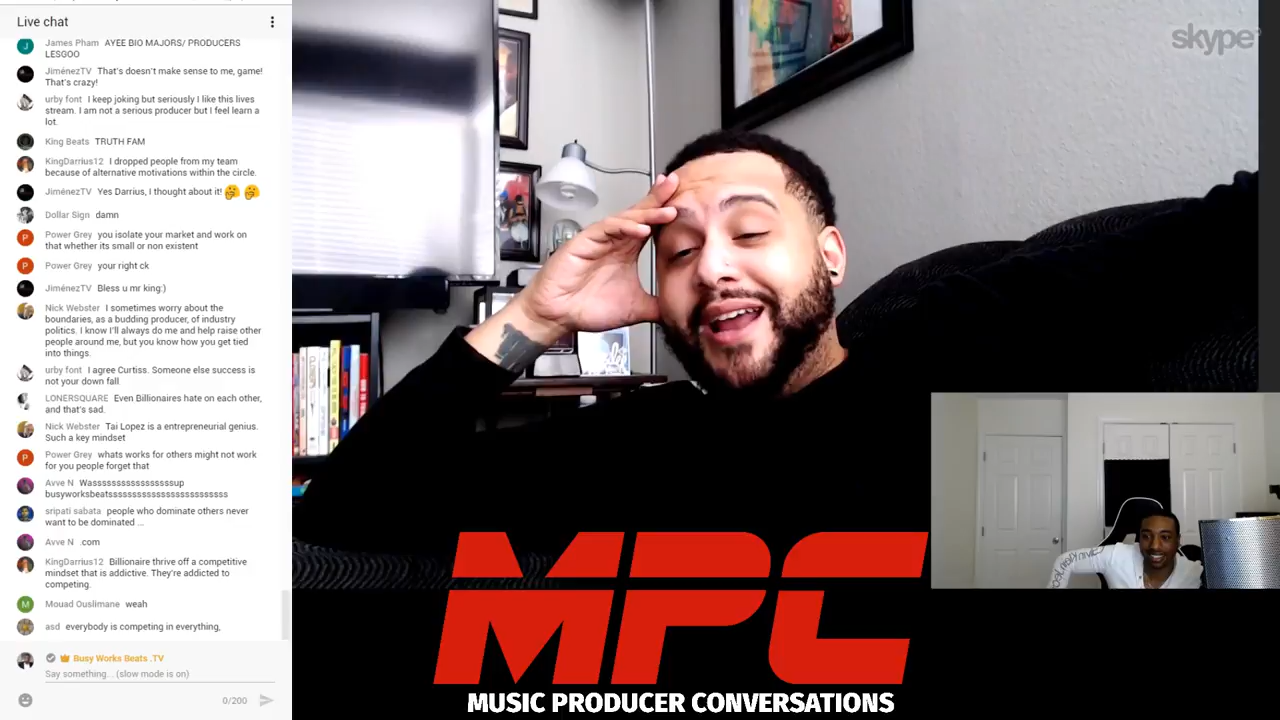 Live chat
James Pham AYEE BIO MAJORS/ PRODUCERS
LESGOO
JiménezTV That's doesn't make sense to me, game!
That's crazy!
urby font I keep joking but seriously I like this lives
stream. I am not a serious producer but I feel learn a
lot.
King Beats TRUTH FAM
KingDarrius12 I dropped people from my team
because of alternative motivations within the circle.
JiménezTV Yes Darrius, I thought about it!
Dollar Sign damn
Power Grey you isolate your market and work on
that whether its small or non existent
Power Grey your right ck
JiménezTV Bless u mr king:)
Nick Webster I sometimes worry about the
boundaries, as a budding producer, of industry
politics. I know I'll always do me and help raise other
people around me, but you know how you get tied
into things.
urby font I agree Curtiss. Someone else success is
not your down fall
LONERSQUARE Even Billionaires hate on each other,
and that's sad.
Nick Webster Tai Lopez is a entrepreneurial genius.
Such a key mindset
Power Grey whats works for others might not work
for you people forget that
Avve N Wasssssssssssssssssup
busyworksbeatsssssssssssssssssssssssss
sripati sabata people who dominate others never
want to be dominated ...
Avve N .com
KingDarrius12 Billionaire thrive off a competitive
mindset that is addictive. They're addicted to
competing.
Mouad Ouslimane weah
asd everybody is competing in everything,
Busy Works Beats .TV
Say something... (slow mode is on)
0/200
skype
MPC
MUSIC PRODUCER CONVERSATIONS